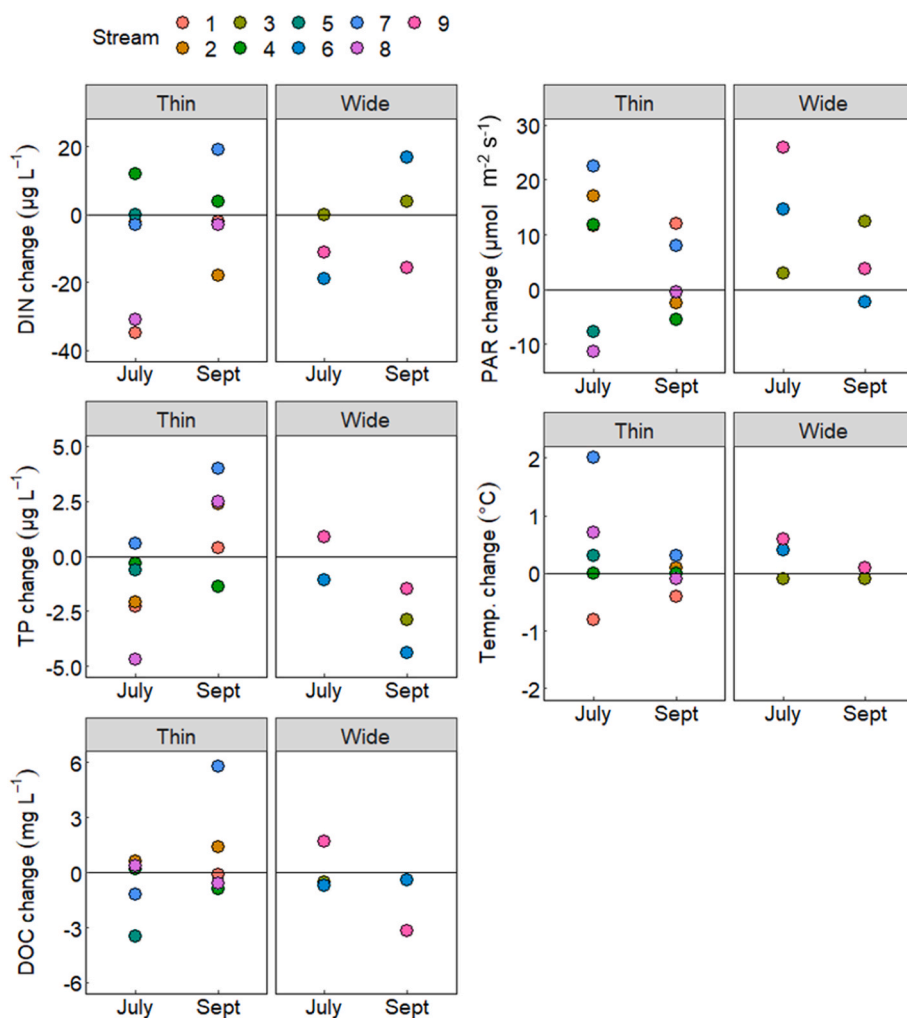 Stream 1 3 5 7 9
2 4 6 8
Thin Wide
DIN change (µg L⁻¹)
20
0
-20
-40
July Sept July Sept
Thin Wide
PAR change (µmol m⁻² s⁻¹)
30
20
10
0
-10
July Sept July Sept
Thin Wide
TP change (µg L⁻¹)
5.0
2.5
0.0
-2.5
-5.0
July Sept July Sept
Thin Wide
Temp. change (°C)
2
1
0
-1
-2
July Sept July Sept
Thin Wide
DOC change (mg L⁻¹)
6
3
0
-3
-6
July Sept July Sept